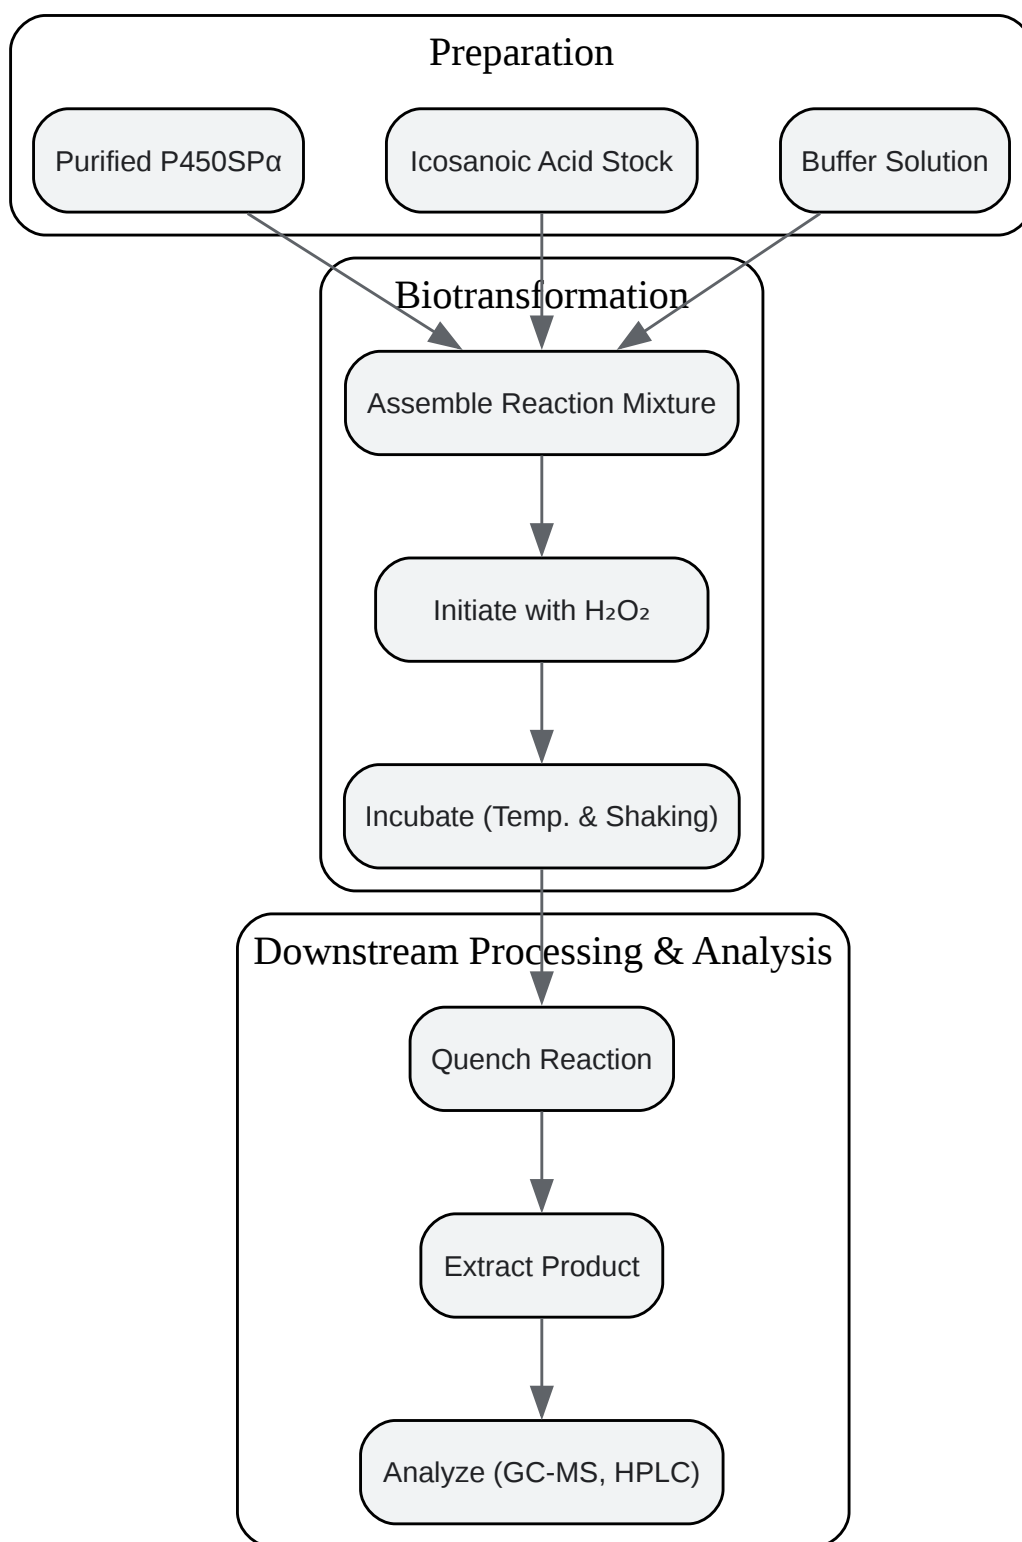 Preparation
Purified P450SPα
Icosanoic Acid Stock
Buffer Solution
Biotransformation
Assemble Reaction Mixture
Initiate with H₂O₂
Incubate (Temp. & Shaking)
Downstream Processing & Analysis
Quench Reaction
Extract Product
Analyze (GC-MS, HPLC)